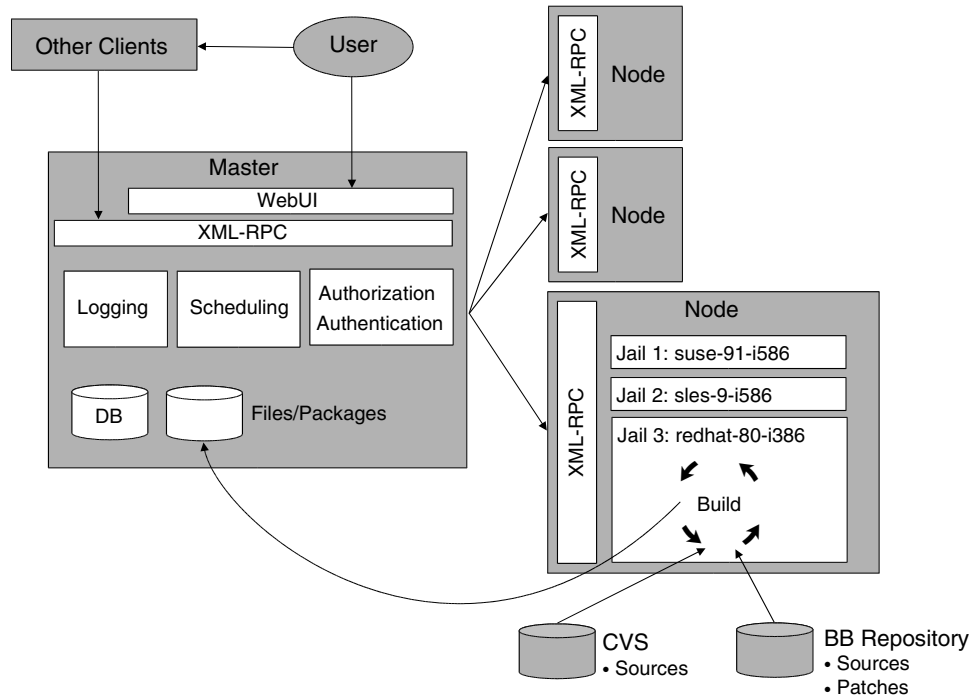 Other Clients
User
Master
WebUI
XML-RPC
Logging
Scheduling
Authorization
Authentication
DB
Files/Packages
XML-RPC
Node
XML-RPC
Node
Node
XML-RPC
Jail 1: suse-91-i586
Jail 2: sles-9-i586
Jail 3: redhat-80-i386
Build
CVS
• Sources
BB Repository
• Sources
• Patches